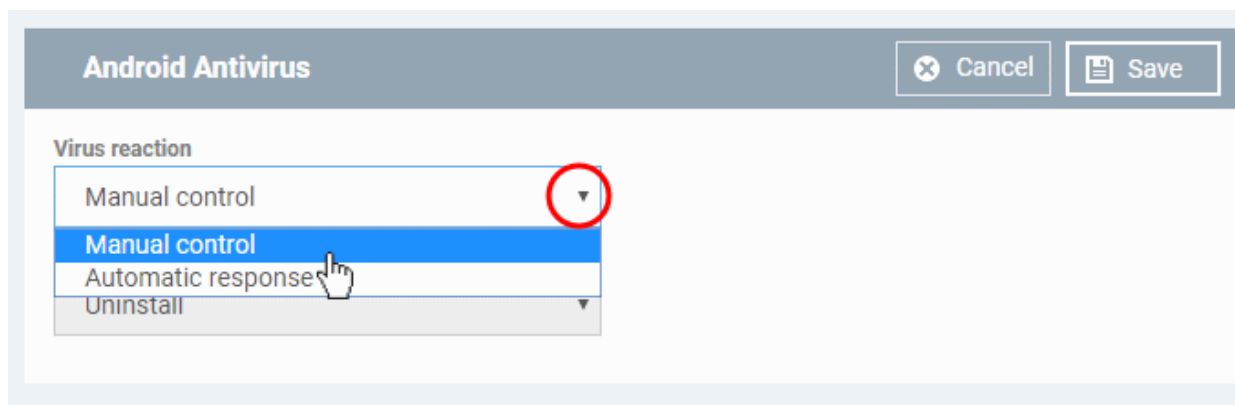 Android Antivirus
Cancel
Save
Virus reaction
Manual control
Manual control
Automatic response
Uninstall